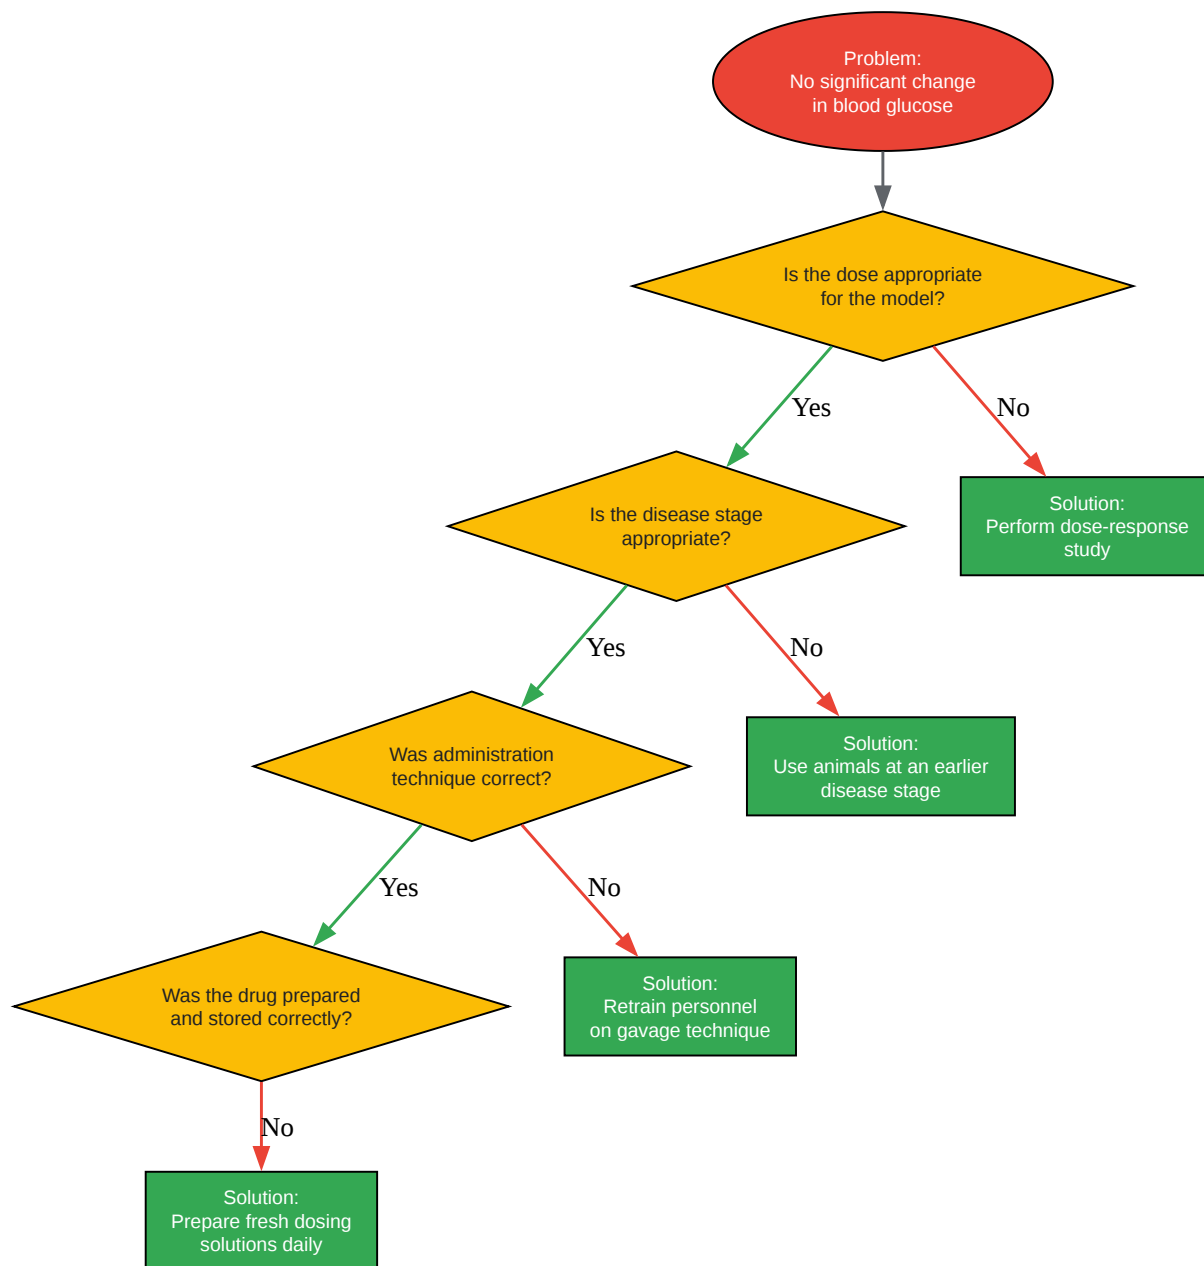 Problem:
No significant change
in blood glucose
Is the dose appropriate
for the model?
Yes
No
Is the disease stage
appropriate?
Solution:
Perform dose-response
study
Yes
No
Was administration
technique correct?
Solution:
Use animals at an earlier
disease stage
Yes
No
Was the drug prepared
and stored correctly?
Solution:
Retrain personnel
on gavage technique
No
Solution:
Prepare fresh dosing
solutions daily